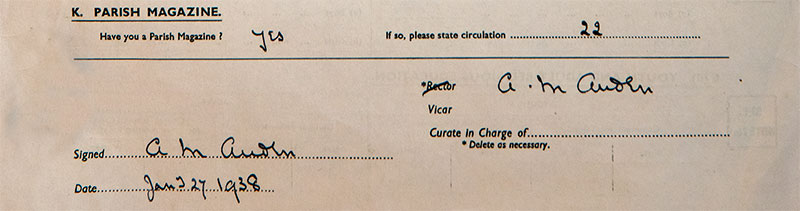 K. PARISH MAGAZINE.
Have you a Parish Magazine? Yes If so, please state circulation 22
*Rector A. M Auden
Vicar
Curate in Charge of
* Delete as necessary.
Signed A M Auden
Date Jan 27 1938